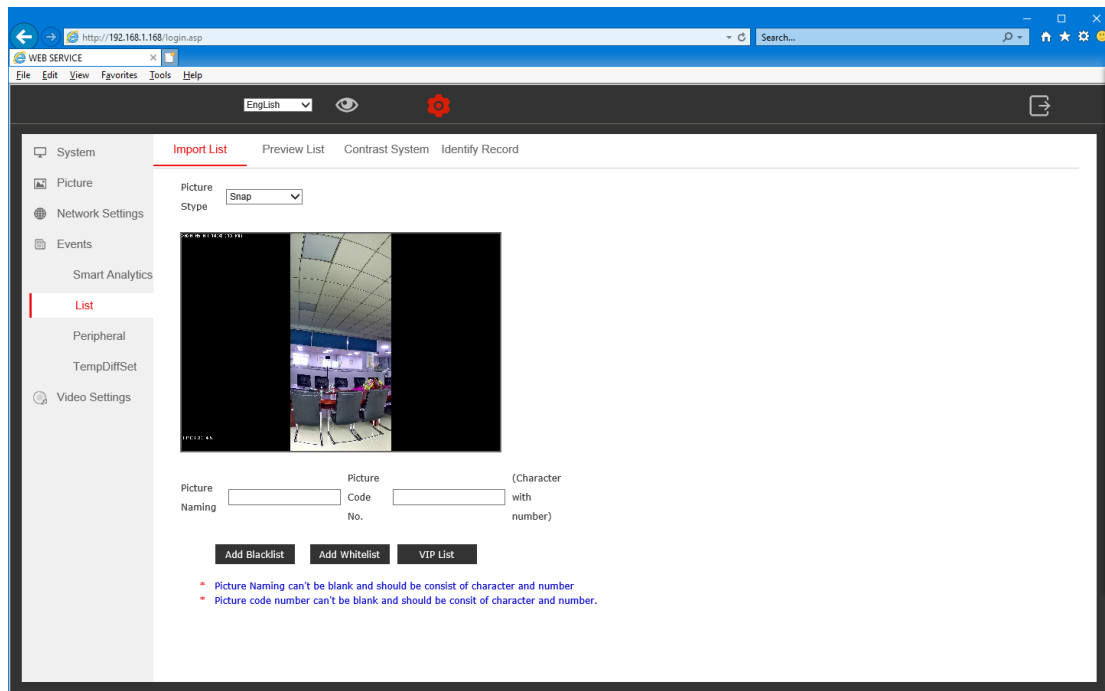 http://192.168.1.168/login.asp
Search...
WEB SERVICE
File Edit View Favorites Tools Help
EngLish
System
Picture
Network Settings
Events
Smart Analytics
List
Peripheral
TempDiffSet
Video Settings
Import List Preview List Contrast System Identify Record
Picture
Stype
Snap
Picture
Naming
Picture
Code
No.
(Character
with
number)
Add Blacklist Add Whitelist VIP List
* Picture Naming can't be blank and should be consist of character and number
* Picture code number can't be blank and should be consit of character and number.